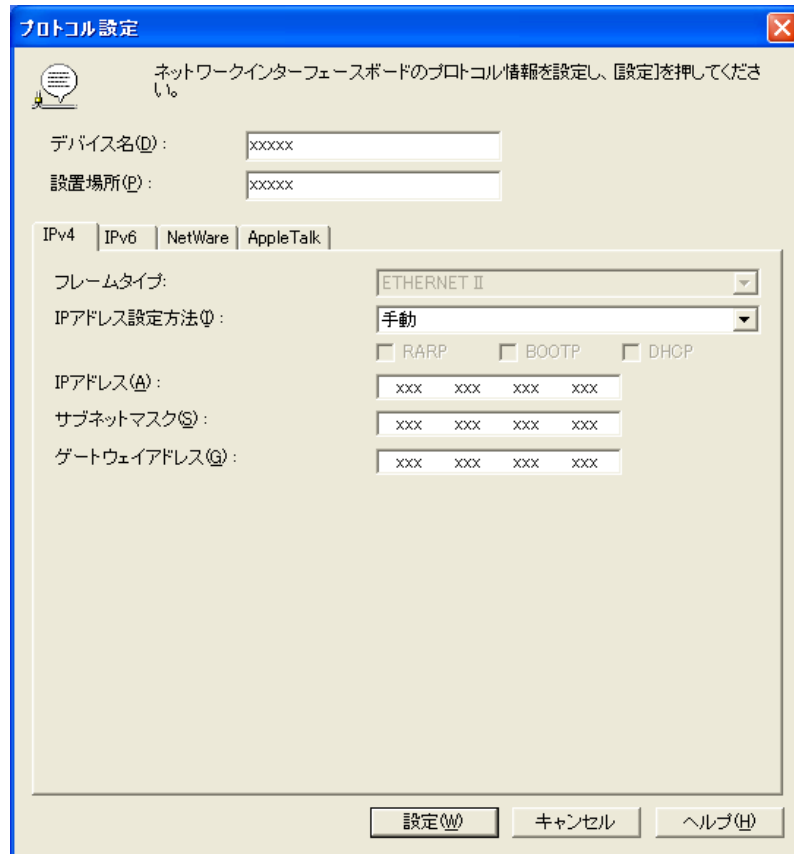 プロトコル設定
ネットワークインターフェースボードのプロトコル情報を設定し、[設定]を押してくださ
い。
デバイス名(D):
xxxxx
設置場所(P):
xxxxx
IPv4 IPv6 NetWare AppleTalk
フレームタイプ:
ETHERNET II
IPアドレス設定方法(I):
手動
RARP BOOTP DHCP
IPアドレス(A):
xxx xxx xxx xxx
サブネットマスク(S):
xxx xxx xxx xxx
ゲートウェイアドレス(G):
xxx xxx xxx xxx
設定(W) キャンセル ヘルプ(H)